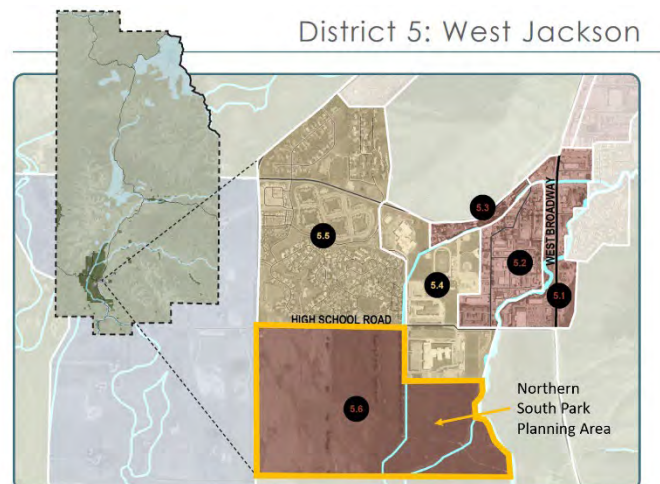 District 5: West Jackson
5.3
5.5
WEST BROADWAY
5.2
5.4
5.1
HIGH SCHOOL ROAD
5.6
Northern
South Park
Planning Area